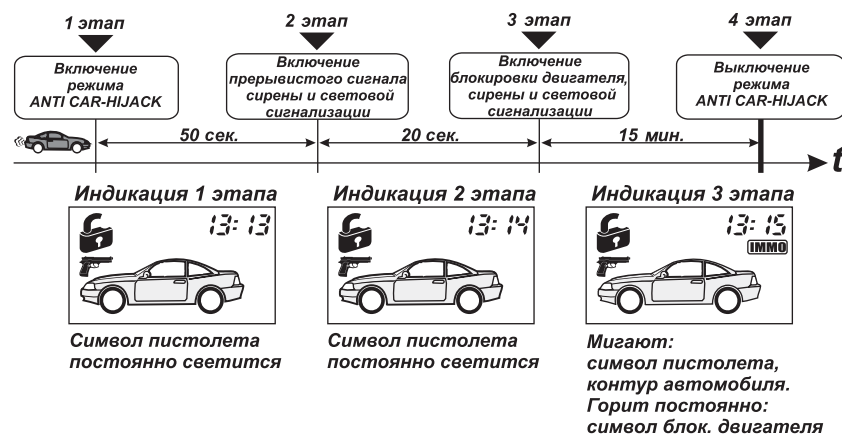 1 этап
2 этап
3 этап
4 этап
Включение
режима
ANTI CAR-HIJACK
Включение
прерывистого сигнала
сирены и световой
сигнализации
Включение
блокировки двигателя,
сирены и световой
сигнализации
Выключение
режима
ANTI CAR-HIJACK
50 сек.
20 сек.
15 мин.
t
Индикация 1 этапа
Индикация 2 этапа
Индикация 3 этапа
13:13
13:14
13:15
IMMO
Символ пистолета
постоянно светится
Символ пистолета
постоянно светится
Мигают:
символ пистолета,
контур автомобиля.
Горит постоянно:
символ блок. двигателя